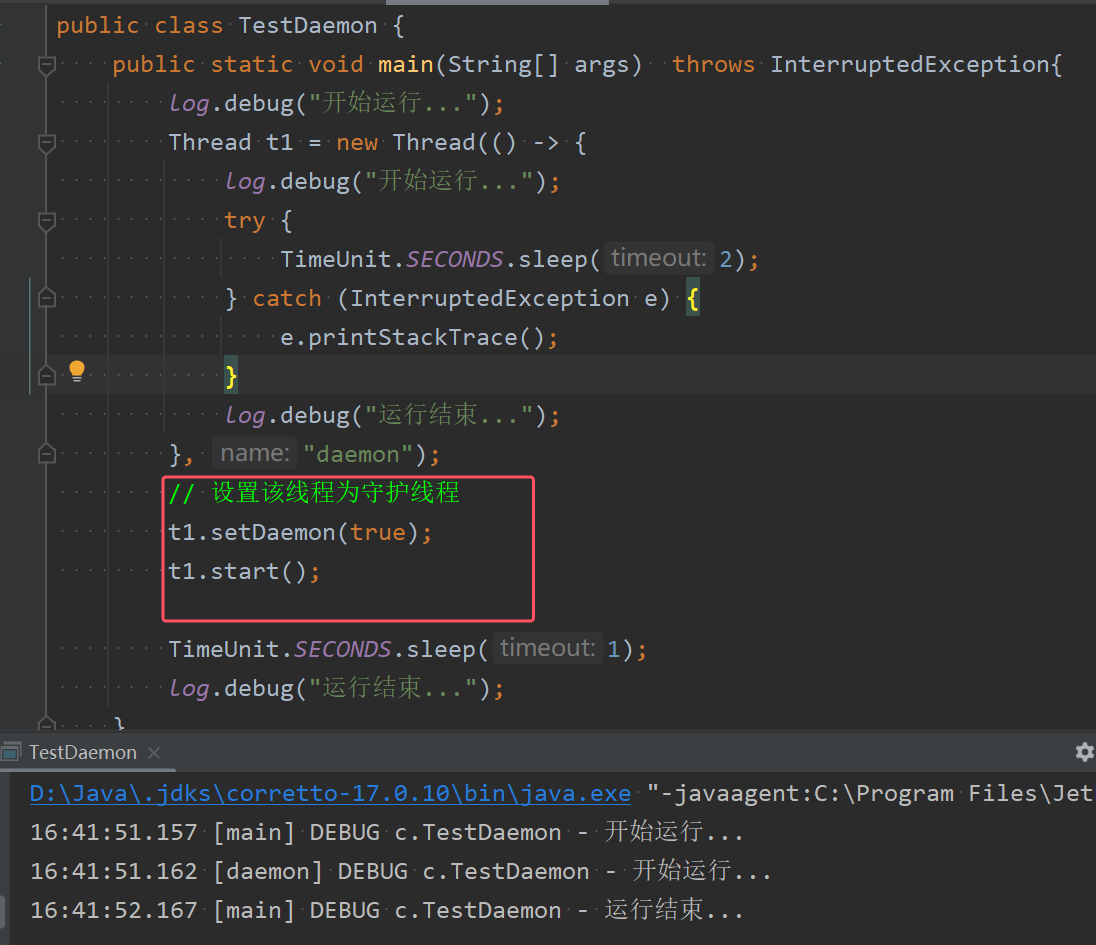 public class TestDaemon {
public static void main(String[] args)  throws InterruptedException{
log.debug("开始运行...");
Thread t1 = new Thread(() -> {
log.debug("开始运行...");
try {
TimeUnit.SECONDS.sleep( timeout: 2);
} catch (InterruptedException e) {
e.printStackTrace();
}
log.debug("运行结束...");
}, name: "daemon");
// 设置该线程为守护线程
t1.setDaemon(true);
t1.start();
TimeUnit.SECONDS.sleep( timeout: 1);
log.debug("运行结束...");
}
TestDaemon ×
D:\Java\.jdks\corretto-17.0.10\bin\java.exe "-javaagent:C:\Program Files\Jet
16:41:51.157 [main] DEBUG c.TestDaemon - 开始运行...
16:41:51.162 [daemon] DEBUG c.TestDaemon - 开始运行...
16:41:52.167 [main] DEBUG c.TestDaemon - 运行结束...